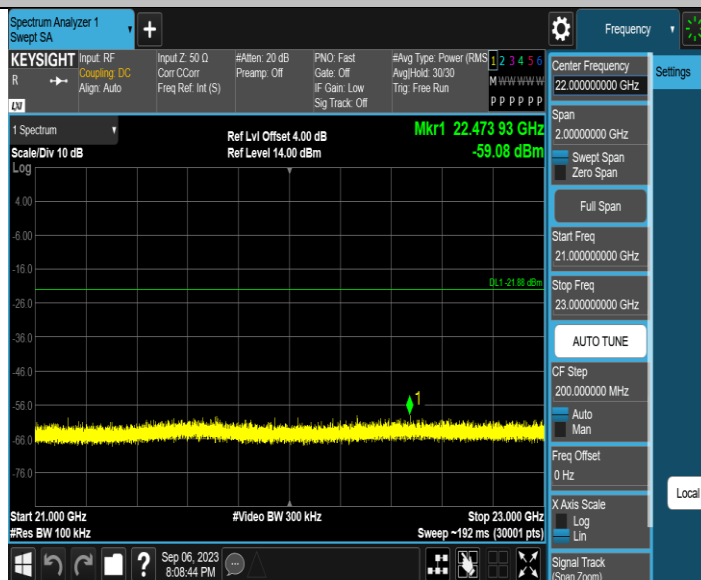 Spectrum Analyzer 1
Swept SA
+
Frequency
KEYSIGHT
R
LXI
Input: RF
Coupling: DC
Align: Auto
Input Z: 50 Ω
Corr CCorr
Freq Ref: Int (S)
#Atten: 20 dB
Preamp: Off
PNO: Fast
Gate: Off
IF Gain: Low
Sig Track: Off
#Avg Type: Power (RMS
Avg|Hold: 30/30
Trig: Free Run
1 2 3 4 5 6
M W W W W W
P P P P P P
1 Spectrum
Scale/Div 10 dB
Log
Ref Lvl Offset 4.00 dB
Ref Level 14.00 dBm
Mkr1 22.473 93 GHz
-59.08 dBm
4.00
-6.00
-16.0
-26.0
-36.0
-46.0
-56.0
-66.0
-76.0
DL1 -21.88 dBm
1
Start 21.000 GHz
#Res BW 100 kHz
#Video BW 300 kHz
Stop 23.000 GHz
Sweep ~192 ms (30001 pts)
?
Sep 06, 2023
8:08:44 PM
Center Frequency
22.000000000 GHz
Span
2.00000000 GHz
Swept Span
Zero Span
Full Span
Start Freq
21.000000000 GHz
Stop Freq
23.000000000 GHz
AUTO TUNE
CF Step
200.000000 MHz
Auto
Man
Freq Offset
0 Hz
X Axis Scale
Log
Lin
Signal Track
(Span Zoom)
Settings
Local